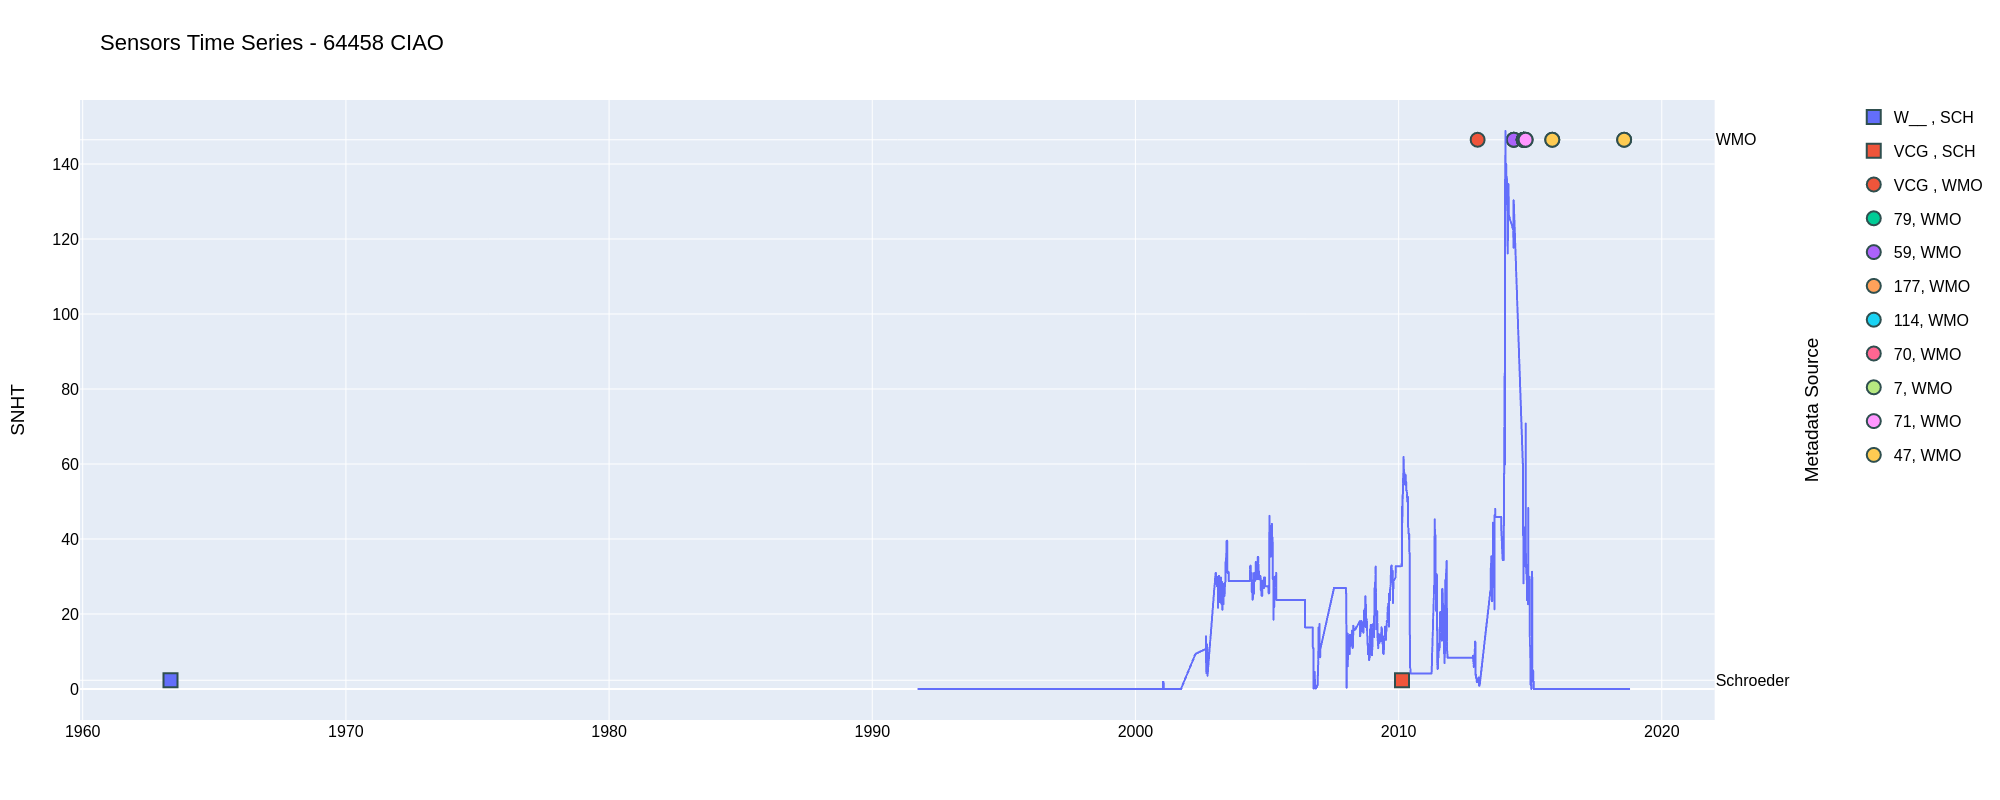 Sensors Time Series - 64458 CIAO
SNHT
140
120
100
80
60
40
20
0
1960
1970
1980
1990
2000
2010
2020
WMO
Schroeder
Metadata Source
W__ , SCH
VCG , SCH
VCG , WMO
79, WMO
59, WMO
177, WMO
114, WMO
70, WMO
7, WMO
71, WMO
47, WMO